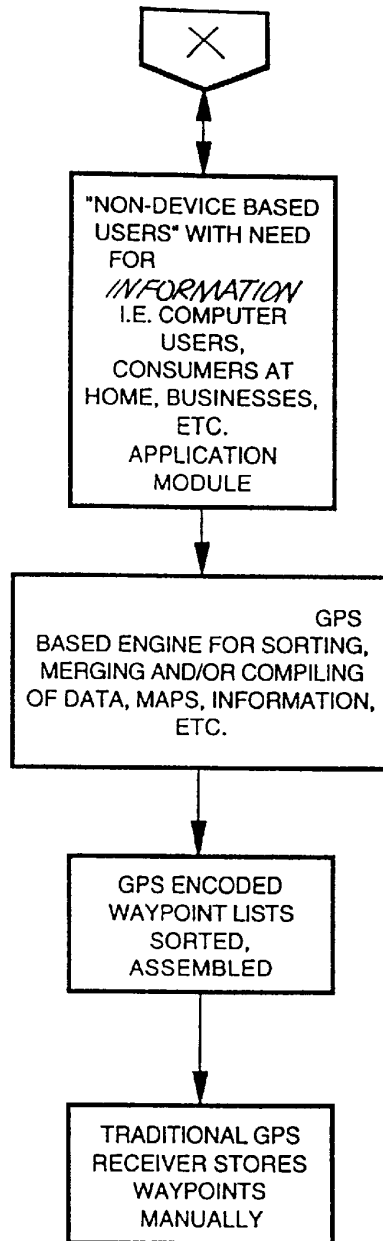 X
"NON-DEVICE BASED
USERS" WITH NEED
FOR
INFORMATION
I.E. COMPUTER
USERS,
CONSUMERS AT
HOME, BUSINESSES,
ETC.
APPLICATION
MODULE
GPS
BASED ENGINE FOR SORTING,
MERGING AND/OR COMPILING
OF DATA, MAPS, INFORMATION,
ETC.
GPS ENCODED
WAYPOINT LISTS
SORTED,
ASSEMBLED
TRADITIONAL GPS
RECEIVER STORES
WAYPOINTS
MANUALLY